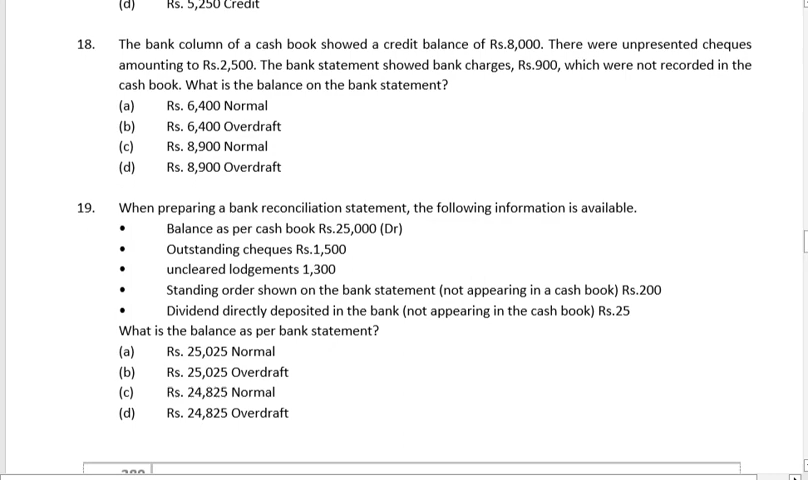 (d) Rs. 5,250 Credit
18. The bank column of a cash book showed a credit balance of Rs.8,000. There were unpresented cheques
amounting to Rs.2,500. The bank statement showed bank charges, Rs.900, which were not recorded in the
cash book. What is the balance on the bank statement?
(a) Rs. 6,400 Normal
(b) Rs. 6,400 Overdraft
(c) Rs. 8,900 Normal
(d) Rs. 8,900 Overdraft
19. When preparing a bank reconciliation statement, the following information is available.
• Balance as per cash book Rs.25,000 (Dr)
• Outstanding cheques Rs.1,500
• uncleared lodgements 1,300
• Standing order shown on the bank statement (not appearing in a cash book) Rs.200
• Dividend directly deposited in the bank (not appearing in the cash book) Rs.25
What is the balance as per bank statement?
(a) Rs. 25,025 Normal
(b) Rs. 25,025 Overdraft
(c) Rs. 24,825 Normal
(d) Rs. 24,825 Overdraft